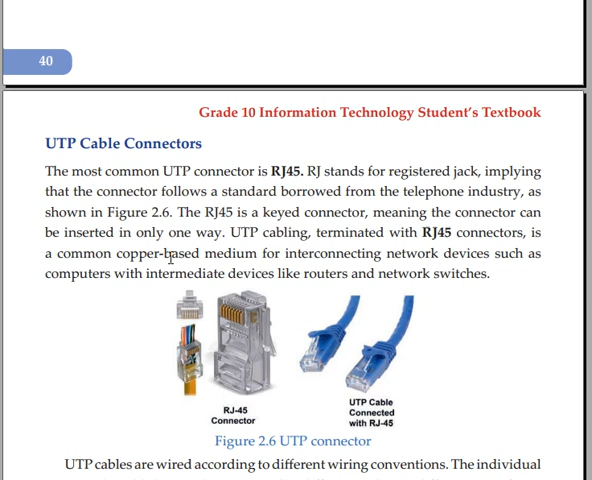 40
Grade 10 Information Technology Student's Textbook
UTP Cable Connectors
The most common UTP connector is RJ45. RJ stands for registered jack, implying
that the connector follows a standard borrowed from the telephone industry, as
shown in Figure 2.6. The RJ45 is a keyed connector, meaning the connector can
be inserted in only one way. UTP cabling, terminated with RJ45 connectors, is
a common copper-based medium for interconnecting network devices such as
computers with intermediate devices like routers and network switches.
RJ-45
Connector
UTP Cable
Connected
with RJ-45
Figure 2.6 UTP connector
UTP cables are wired according to different wiring conventions. The individual